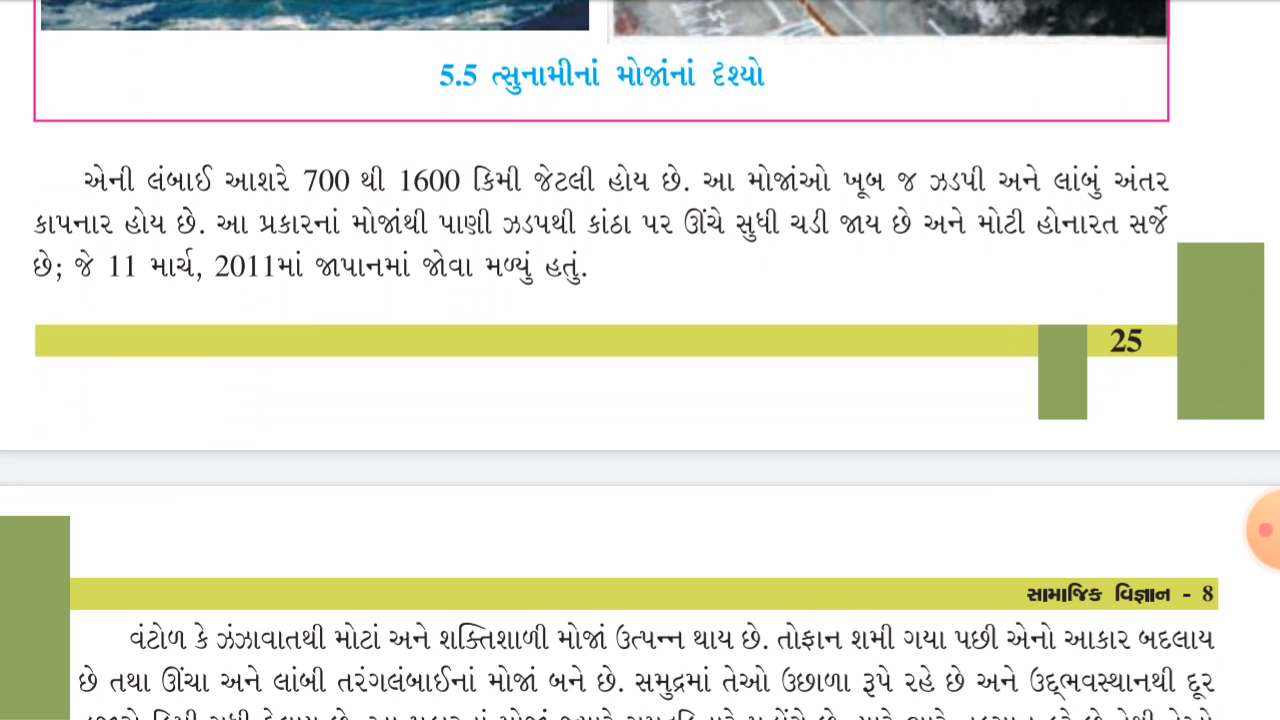 5.5 ત્સુનામીનાં મોજાંનાં દૃશ્યો
એની લંબાઈ આશરે 700 થી 1600 કિમી જેટલી હોય છે. આ મોજાંઓ ખૂબ જ ઝડપી અને લાંબું અંતર
કાપનાર હોય છે. આ પ્રકારનાં મોજાંથી પાણી ઝડપથી કાંઠા પર ઊંચે સુધી ચડી જાય છે અને મોટી હોનારત સર્જે
છે; જે 11 માર્ચ, 2011માં જાપાનમાં જોવા મળ્યું હતું.
25
સામાજિક વિજ્ઞાન - 8
વંટોળ કે ઝંઝાવાતથી મોટાં અને શક્તિશાળી મોજાં ઉત્પન્ન થાય છે. તોફાન શમી ગયા પછી એનો આકાર બદલાય
છે તથા ઊંચા અને લાંબી તરંગલંબાઈનાં મોજાં બને છે. સમુદ્રમાં તેઓ ઉછાળા રૂપે રહે છે અને ઉદ્ભવસ્થાનથી દૂર